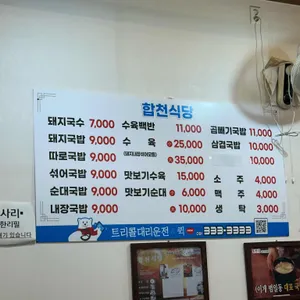 합천식당
돼지국수 7,000 수육백반 11,000 곰빼기국밥 11,000
돼지국밥 9,000 수육 25,000 삼겹국밥 10,000
따로국밥 9,000 35,000 10,000
섞어국밥 9,000 맛보기수육 15,000 소주 4,000
순대국밥 9,000 맛보기순대 6,000 맥주 4,000
내장국밥 9,000 10,000 생탁 3,000
트리콜대리운전
사리